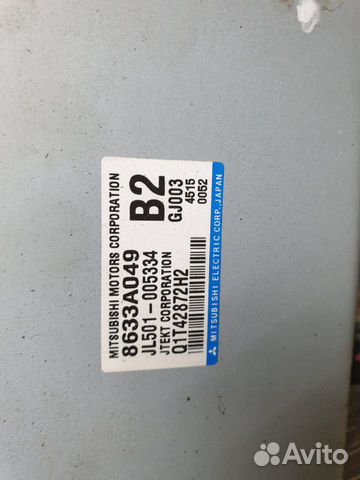 MITSUBISHI MOTORS CORPORATION
8633A049 B2
JL501-005334 GJ003
JTEKT CORPORATION 4515
Q1T42872H2 0052
MITSUBISHI ELECTRIC CORP. JAPAN
Avito